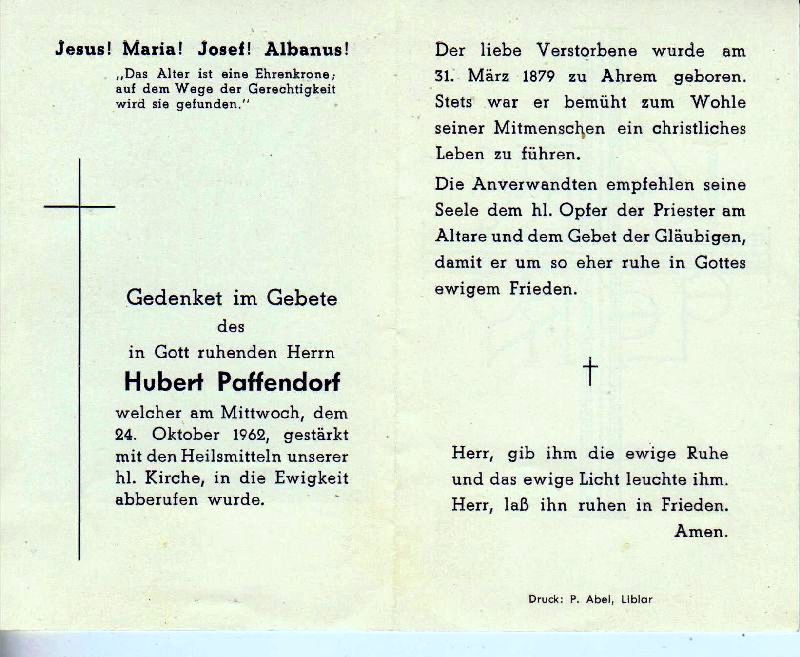 Jesus! Maria! Josef! Albanus!
„Das Alter ist eine Ehrenkrone;
auf dem Wege der Gerechtigkeit
wird sie gefunden.“
Gedenket im Gebete
des
in Gott ruhenden Herrn
Hubert Paffendorf
welcher am Mittwoch, dem
24. Oktober 1962, gestärkt
mit den Heilsmitteln unserer
hl. Kirche, in die Ewigkeit
abberufen wurde.
Der liebe Verstorbene wurde am
31. März 1879 zu Ahrem geboren.
Stets war er bemüht zum Wohle
seiner Mitmenschen ein christliches
Leben zu führen.
Die Anverwandten empfehlen seine
Seele dem hl. Opfer der Priester am
Altare und dem Gebet der Gläubigen,
damit er um so eher ruhe in Gottes
ewigem Frieden.
Herr, gib ihm die ewige Ruhe
und das ewige Licht leuchte ihm.
Herr, laß ihn ruhen in Frieden.
Amen.
Druck: P. Abel, Liblar